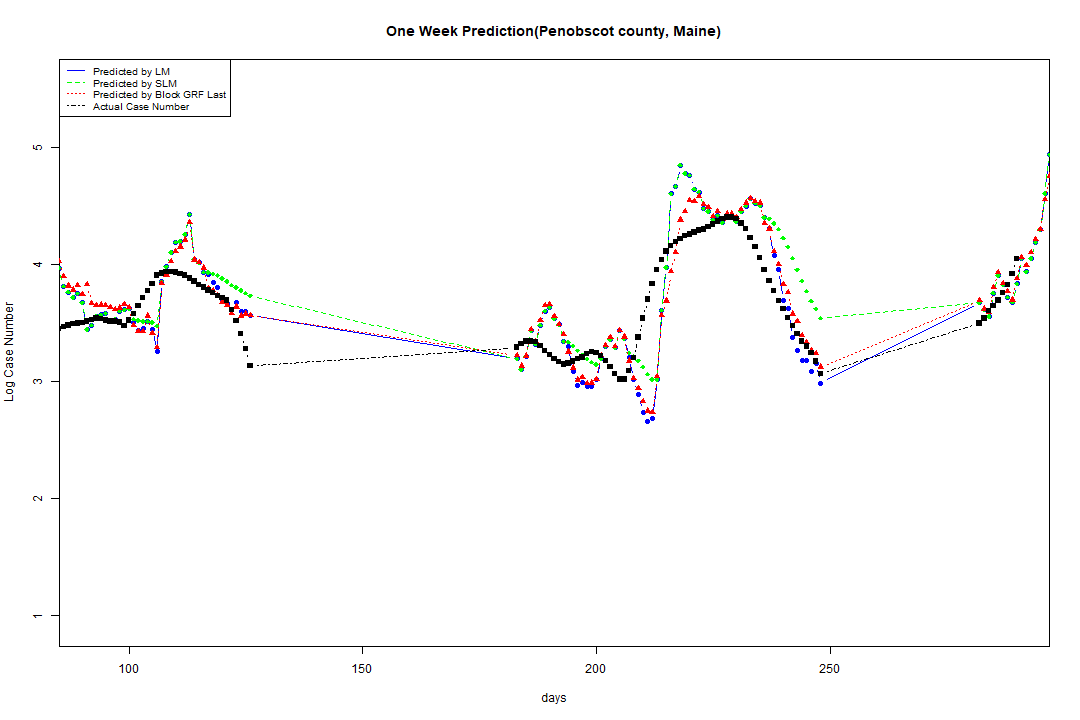 One Week Prediction(Penobscot county, Maine)
Predicted by LM
Predicted by SLM
Predicted by Block GRF Last
Actual Case Number
5
4
3
2
1
Log Case Number
100
150
200
250
days